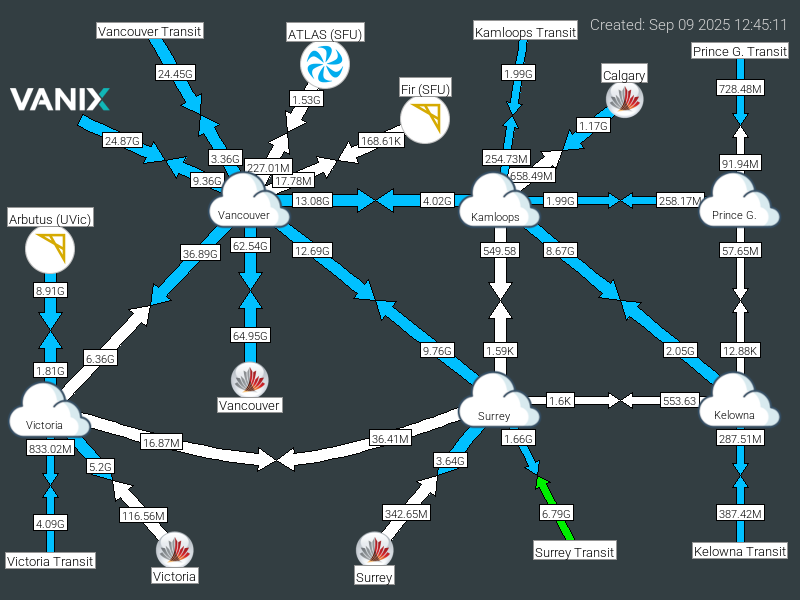 Created: Sep 09 2025 12:45:11
Vancouver Transit
ATLAS (SFU)
Kamloops Transit
Prince G. Transit
24.45G
1.99G
Calgary
Fir (SFU)
728.48M
VANIX
1.53G
1.17G
24.87G
168.61K
3.36G
227.01M
254.73M
91.94M
9.36G
17.78M
658.49M
Vancouver
13.08G
4.02G
Kamloops
1.99G
258.17M
Prince G.
Arbutus (UVic)
36.89G
62.54G
12.69G
549.58
8.67G
57.65M
8.91G
64.95G
1.81G
6.36G
9.76G
1.59K
2.05G
12.88K
Vancouver
Victoria
Surrey
1.6K
553.63
Kelowna
16.87M
36.41M
833.02M
5.2G
3.64G
1.66G
287.51M
4.09G
116.56M
342.65M
6.79G
387.42M
Victoria Transit
Victoria
Surrey
Surrey Transit
Kelowna Transit